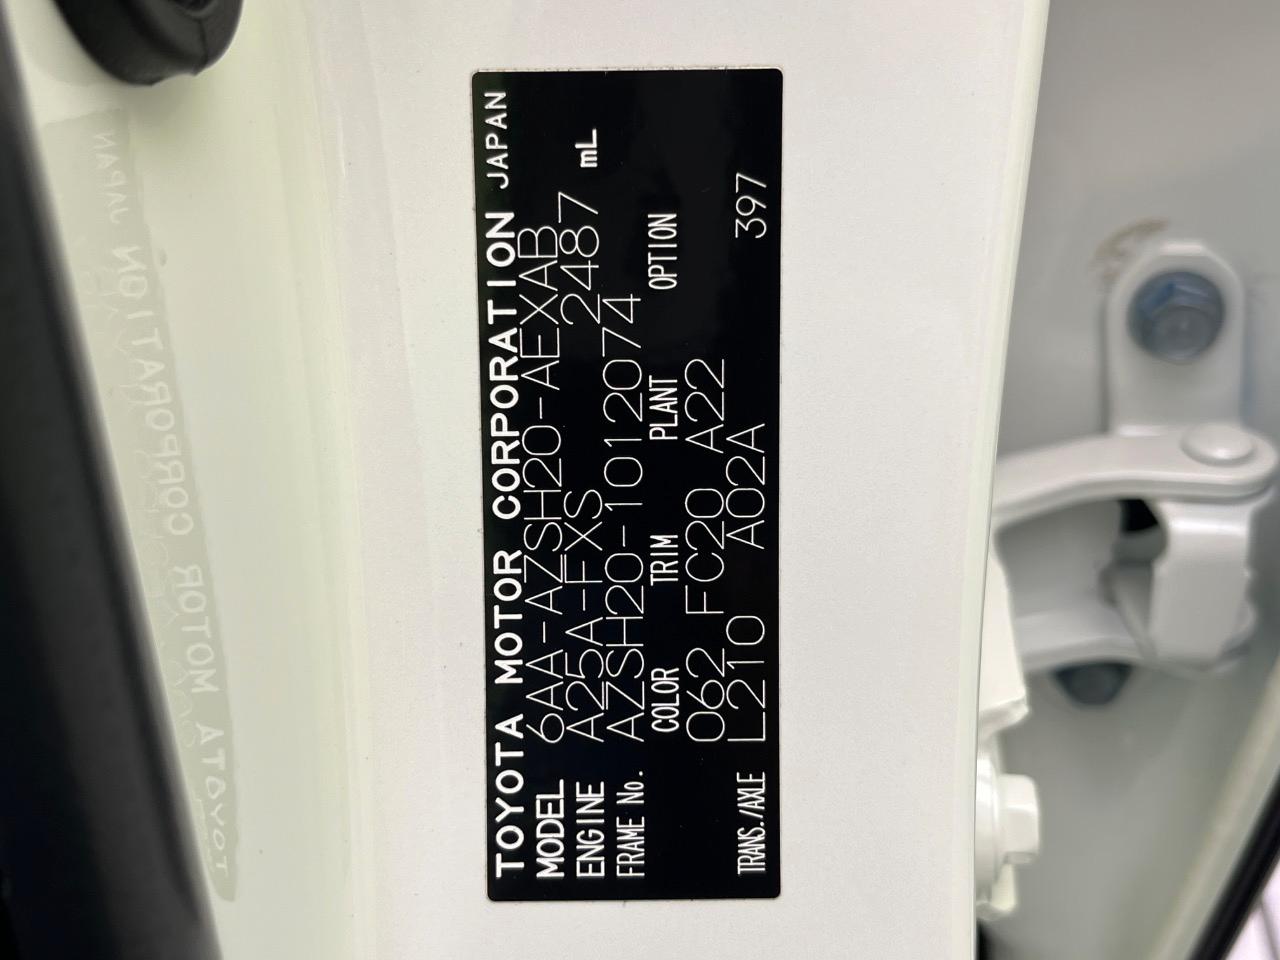 TOYOTA MOTOR CORPORATION JAPAN
MODEL 6AA-AZSH20-AEXAB
ENGINE A25A-FXS 2487 mL
FRAME No. AZSH20-1012074
COLOR TRIM PLANT OPTION
062 FC20 A22
TRANS./AXLE L210 A02A 397